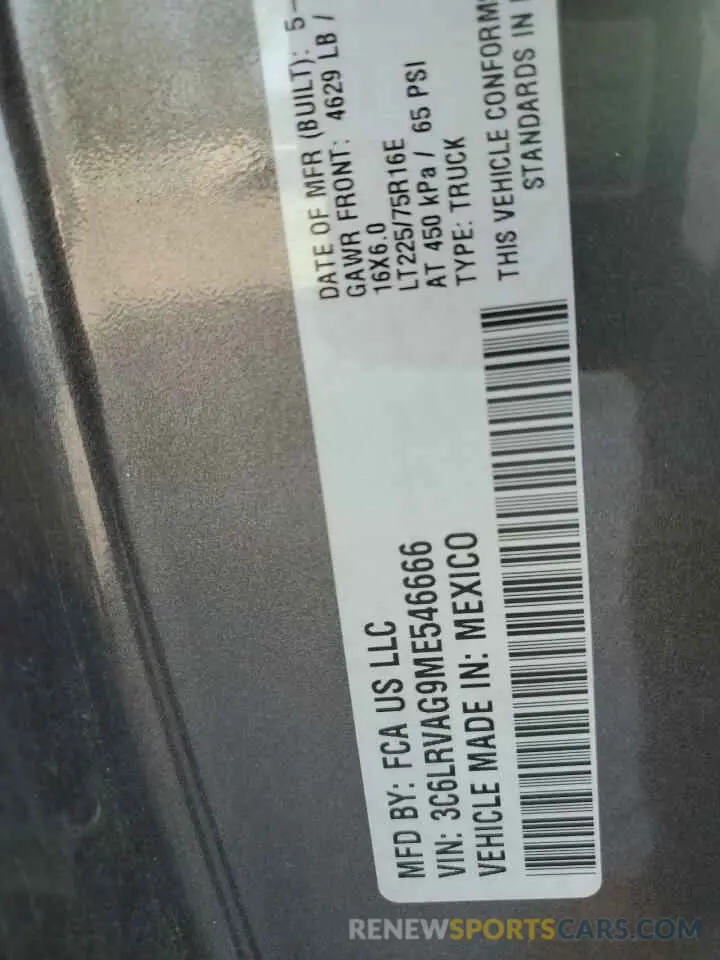 MFD BY: FCA US LLC
VIN: 3C6LRVAG9ME546666
VEHICLE MADE IN: MEXICO
DATE OF MFR (BUILT): 5-
GAWR FRONT: 4629 LB /
16X6.0
LT225/75R16E
AT 450 kPa / 65 PSI
TYPE: TRUCK
THIS VEHICLE CONFORM
STANDARDS IN
RENEWSPORTSCARS.COM